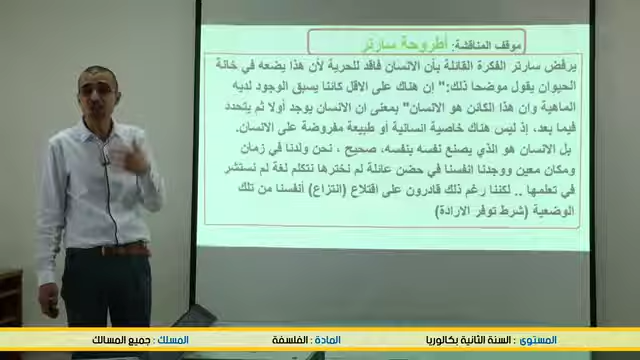 موقف المناقشة: أطروحة سارتر
يرفض سارتر الفكرة القائلة بأن الانسان فاقد للحرية لأن هذا يضعه في خانة
الحيوان يقول موضحا ذلك:" إن هناك على الاقل كائنا يسبق الوجود لديه
الماهية وان هذا الكائن هو الانسان" بمعنى ان الانسان يوجد أولا ثم يتحدد
فيما بعد، إذ ليس هناك خاصية انسانية أو طبيعة مفروضة على الانسان.
بل الانسان هو الذي يصنع نفسه بنفسه، صحيح ، نحن ولدنا في زمان
ومكان معين ووجدنا انفسنا في حضن عائلة لم نخترها نتكلم لغة لم نستشر
في تعلمها .. لكننا رغم ذلك قادرون على اقتلاع (انتزاع) أنفسنا من تلك
الوضعية (شرط توفر الارادة)
المستوى : السنة الثانية بكالوريا المادة : الفلسفة المسلك : جميع المسالك